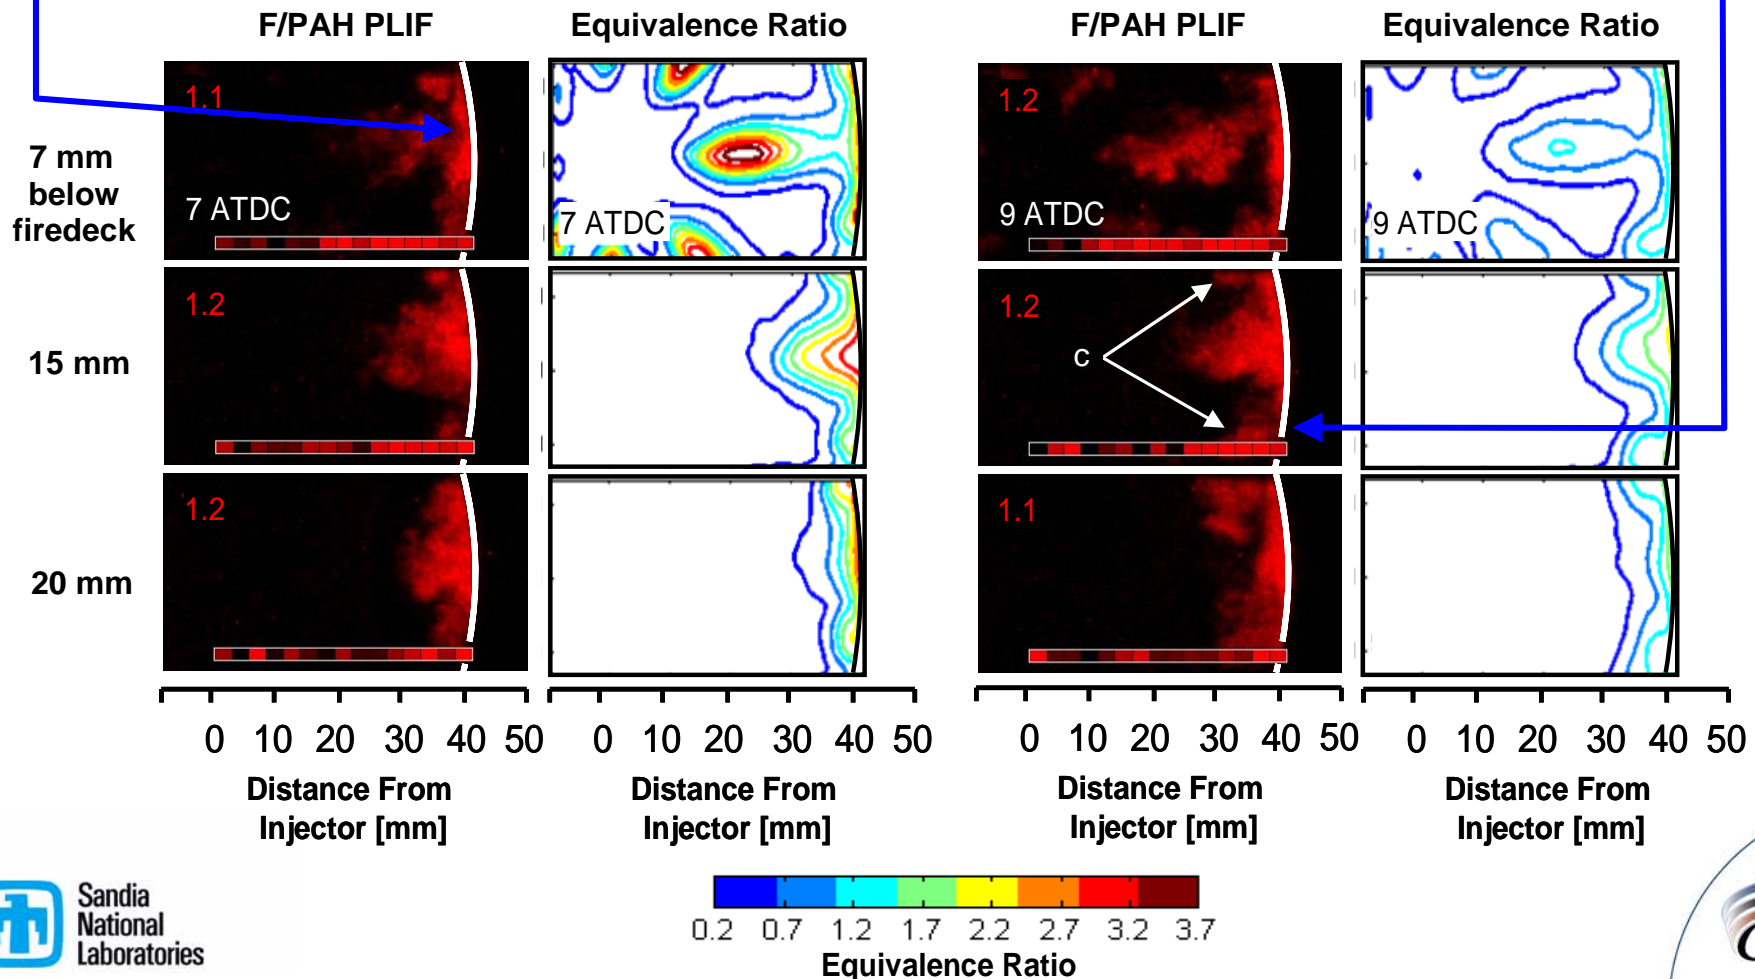 F/PAH PLIF
Equivalence Ratio
F/PAH PLIF
Equivalence Ratio
7 mm
below
firedeck
1.1
7 ATDC
7 ATDC
1.2
9 ATDC
9 ATDC
15 mm
1.2
1.2
c
20 mm
1.2
1.1
0 10 20 30 40 50
0 10 20 30 40 50
0 10 20 30 40 50
0 10 20 30 40 50
Distance From
Injector [mm]
Distance From
Injector [mm]
Distance From
Injector [mm]
Distance From
Injector [mm]
Sandia
National
Laboratories
0.2 0.7 1.2 1.7 2.2 2.7 3.2 3.7
Equivalence Ratio